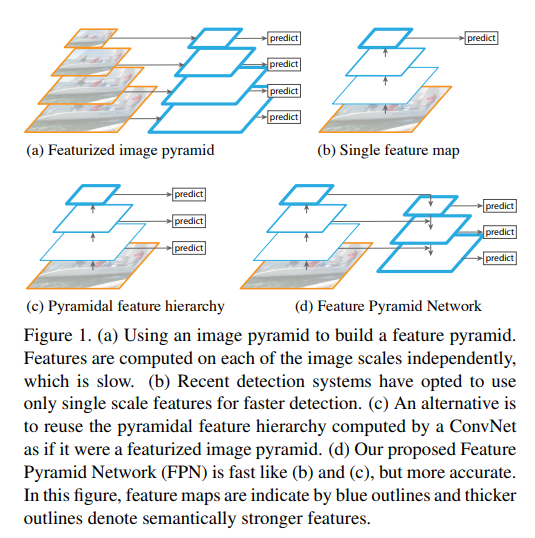 predict
predict
predict
predict
predict
(a) Featurized image pyramid
(b) Single feature map
predict
predict
predict
predict
predict
predict
(c) Pyramidal feature hierarchy
(d) Feature Pyramid Network
Figure 1. (a) Using an image pyramid to build a feature pyramid.
Features are computed on each of the image scales independently,
which is slow. (b) Recent detection systems have opted to use
only single scale features for faster detection. (c) An alternative is
to reuse the pyramidal feature hierarchy computed by a ConvNet
as if it were a featurized image pyramid. (d) Our proposed Feature
Pyramid Network (FPN) is fast like (b) and (c), but more accurate.
In this figure, feature maps are indicate by blue outlines and thicker
outlines denote semantically stronger features.